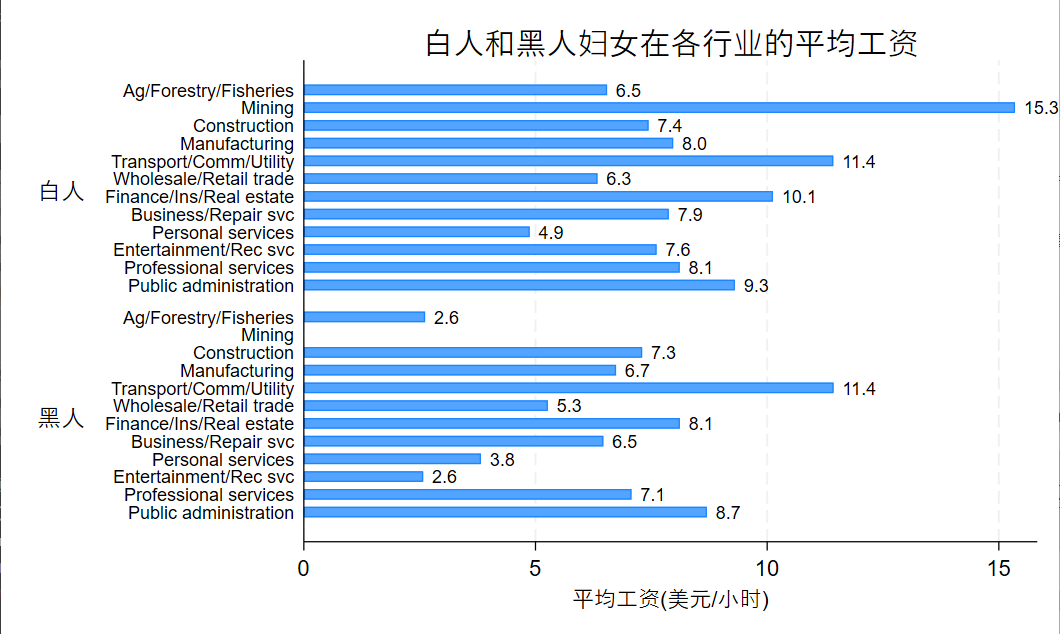 白人和黑人妇女在各行业的平均工资
白人
Ag/Forestry/Fisheries 6.5
Mining 15.3
Construction 7.4
Manufacturing 8.0
Transport/Comm/Utility 11.4
Wholesale/Retail trade 6.3
Finance/Ins/Real estate 10.1
Business/Repair svc 7.9
Personal services 4.9
Entertainment/Rec svc 7.6
Professional services 8.1
Public administration 9.3
黑人
Ag/Forestry/Fisheries 2.6
Mining
Construction 7.3
Manufacturing 6.7
Transport/Comm/Utility 11.4
Wholesale/Retail trade 5.3
Finance/Ins/Real estate 8.1
Business/Repair svc 6.5
Personal services 3.8
Entertainment/Rec svc 2.6
Professional services 7.1
Public administration 8.7
0 5 10 15
平均工资(美元/小时)